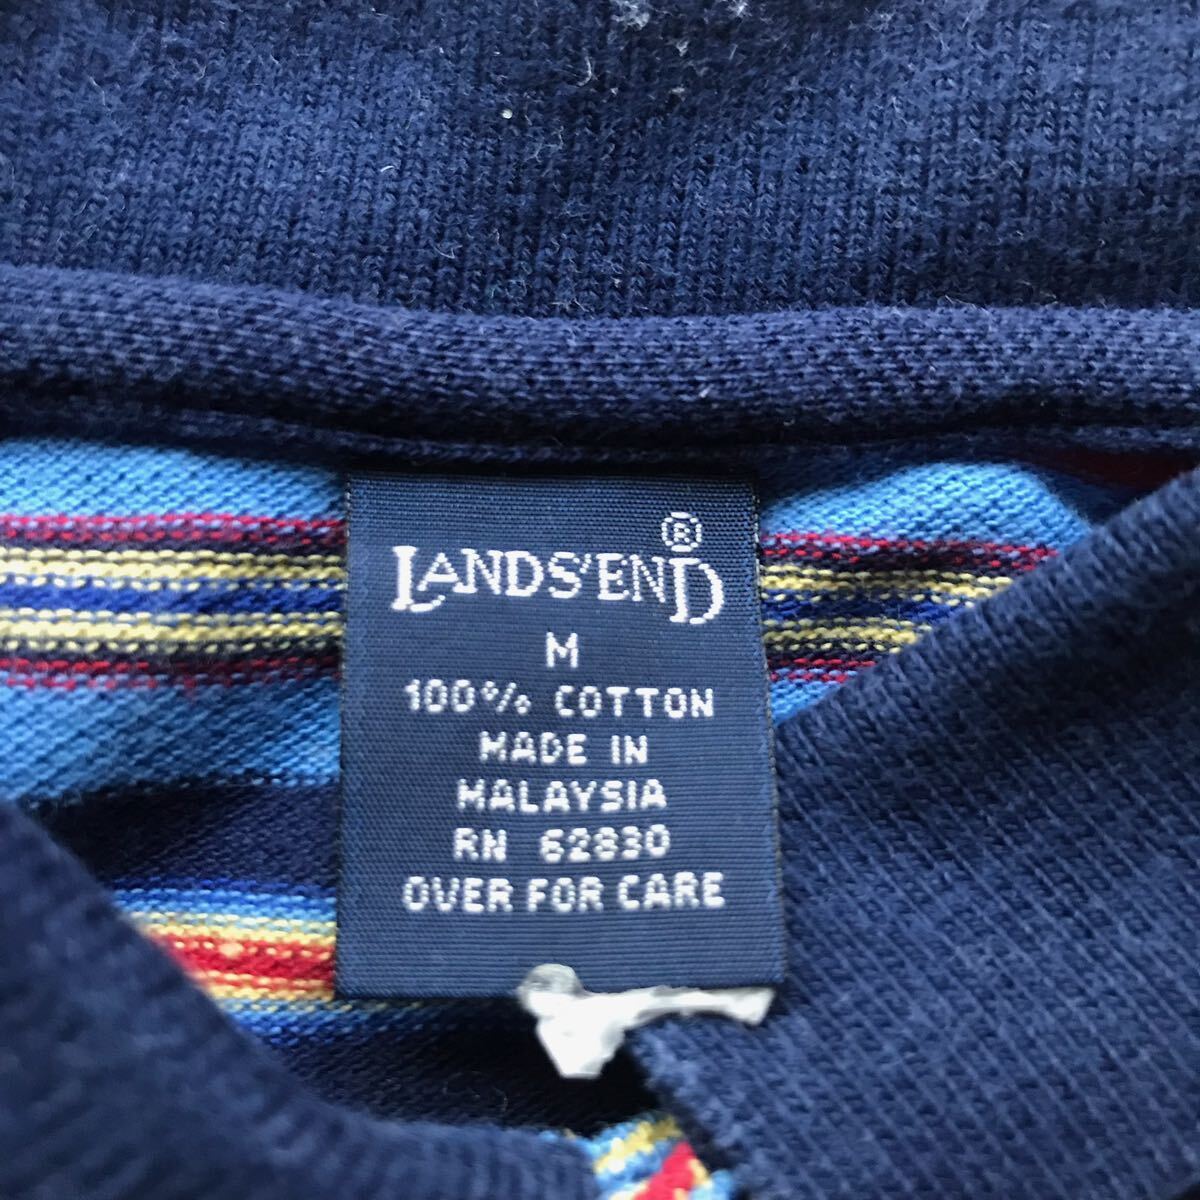 LANDS'END®
M
100% COTTON
MADE IN
MALAYSIA
RN 62830
OVER FOR CARE